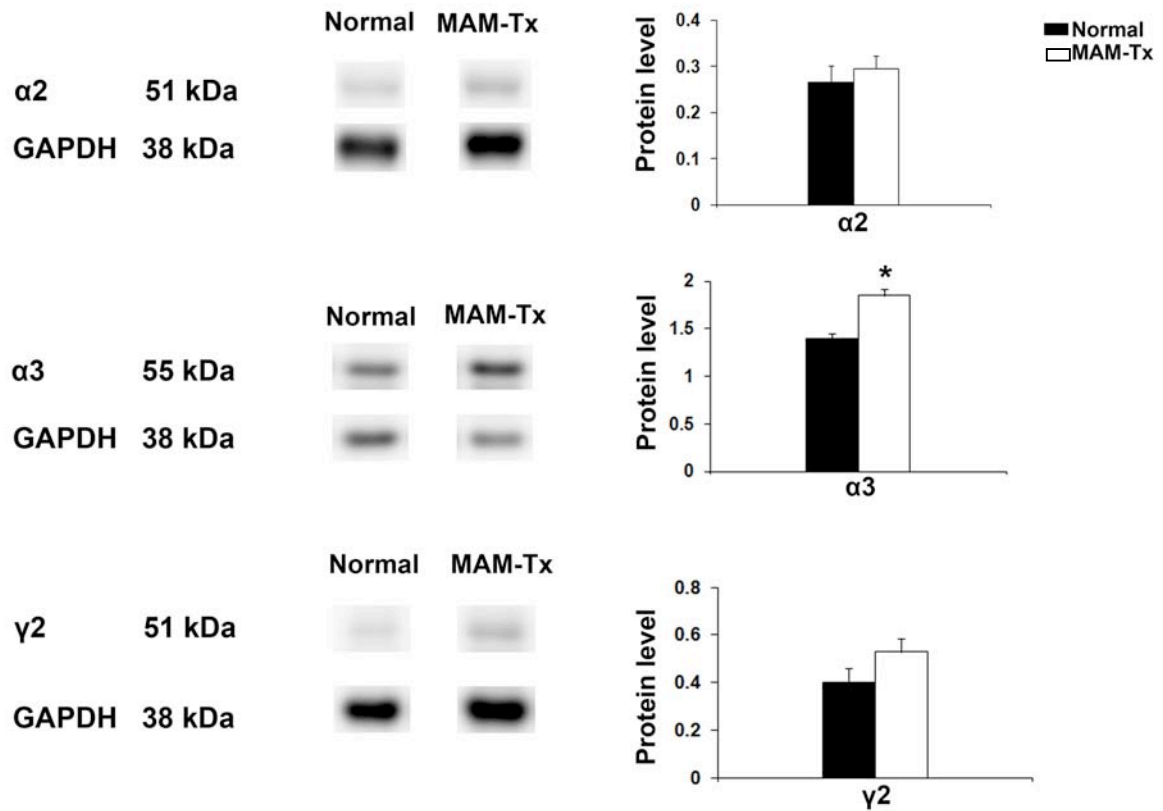 Normal MAM-Tx
α2 51 kDa
GAPDH 38 kDa
Protein level
0.4
0.3
0.2
0.1
0
α2
Normal
MAM-Tx
Normal MAM-Tx
α3 55 kDa
GAPDH 38 kDa
Protein level
2
1.5
1
0.5
0
*
α3
Normal MAM-Tx
γ2 51 kDa
GAPDH 38 kDa
Protein level
0.8
0.6
0.4
0.2
0
γ2